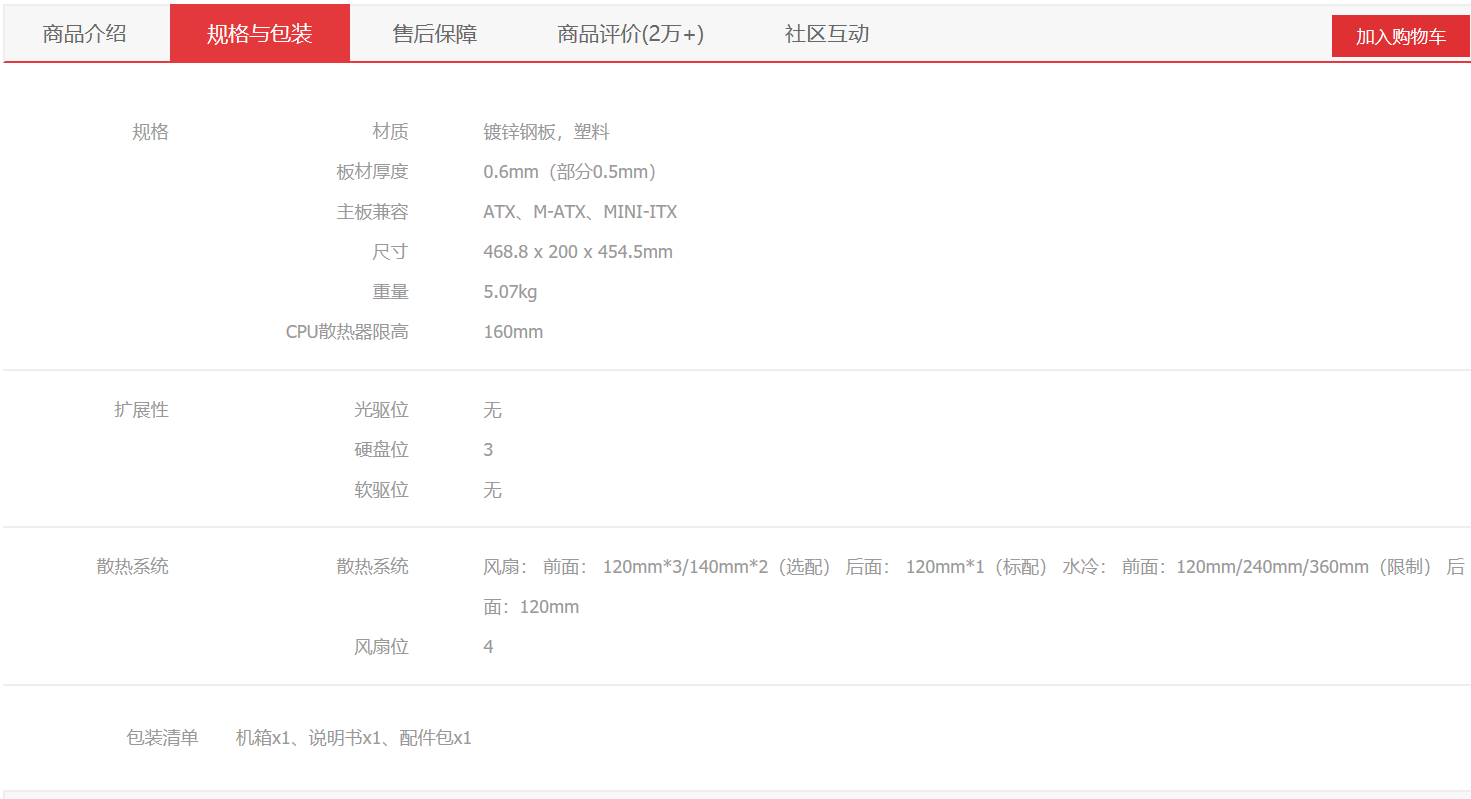 商品介绍 规格与包装 售后保障 商品评价(2万+) 社区互动 加入购物车
规格 材质 镀锌钢板，塑料
板材厚度 0.6mm（部分0.5mm）
主板兼容 ATX、M-ATX、MINI-ITX
尺寸 468.8 x 200 x 454.5mm
重量 5.07kg
CPU散热器限高 160mm
扩展性 光驱位 无
硬盘位 3
软驱位 无
散热系统 散热系统 风扇： 前面： 120mm*3/140mm*2（选配） 后面： 120mm*1（标配） 水冷： 前面：120mm/240mm/360mm（限制） 后
面：120mm
风扇位 4
包装清单 机箱x1、说明书x1、配件包x1